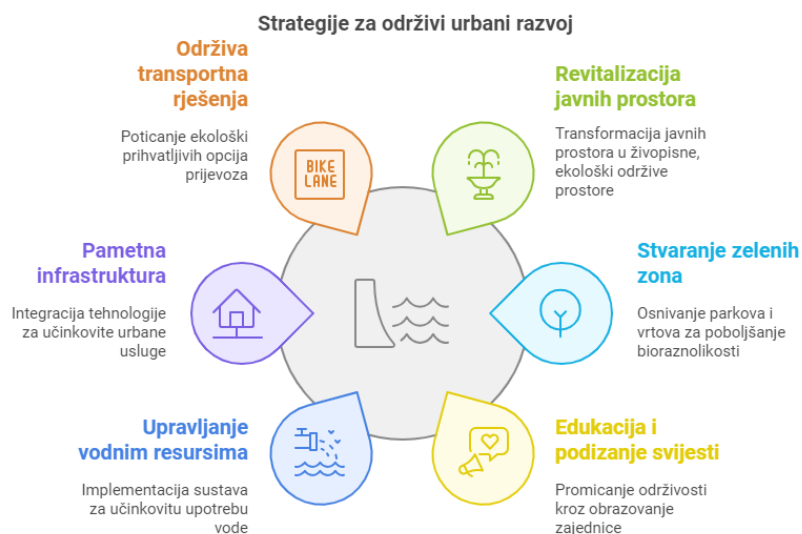 Strategije za održivi urbani razvoj
Održiva
transportna
rješenja
Poticanje ekološki
prihvatljivih opcija
prijevoza
BIKE
LANE
Revitalizacija
javnih prostora
Transformacija javnih
prostora u živopisne,
ekološki održive
prostore
Pametna
infrastruktura
Integracija tehnologije
za učinkovite urbane
usluge
Stvaranje zelenih
zona
Osnivanje parkova i
vrtova za poboljšanje
bioraznolikosti
Upravljanje
vodnim resursima
Implementacija sustava
za učinkovitu upotrebu
vode
Edukacija i
podizanje svijesti
Promicanje održivosti
kroz obrazovanje
zajednice